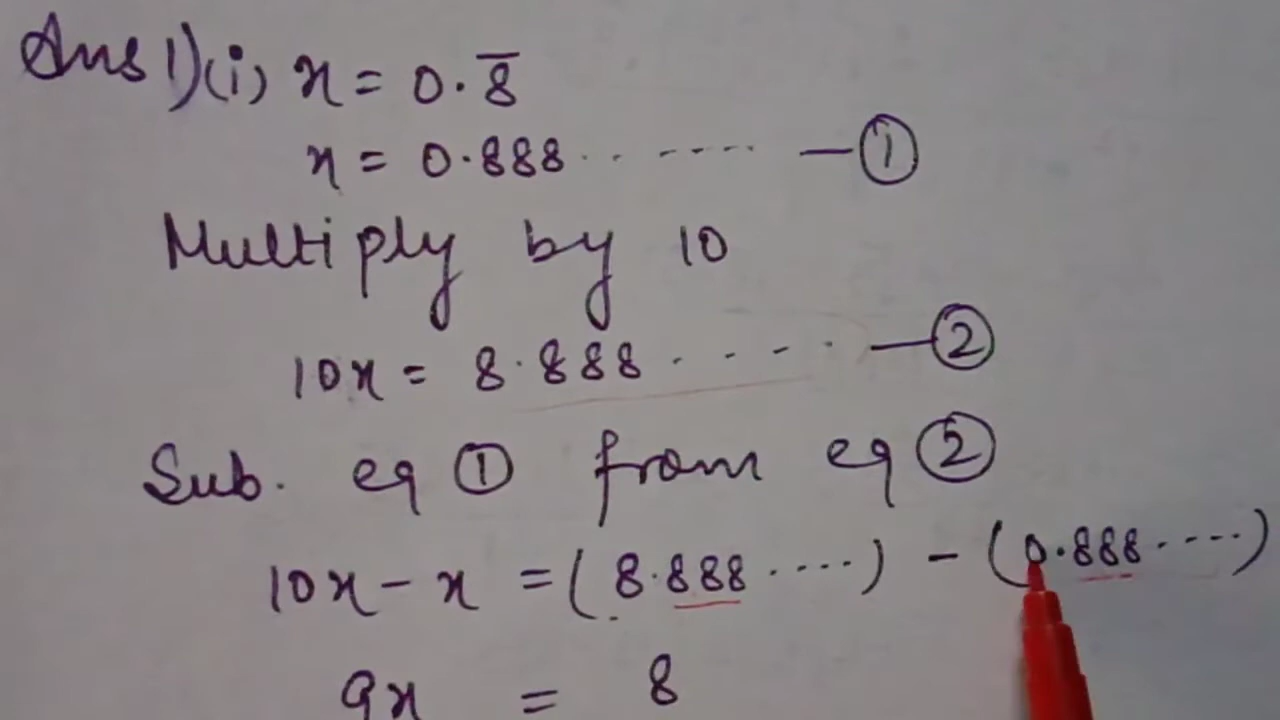 Ans 1)(i) x = 0.8̅
x = 0.888........ — ①
Multiply by 10
10x = 8.888..... — ②
Sub. eq ① from eq ②
10x - x = (8.888.....) - (0.888.....)
9x = 8